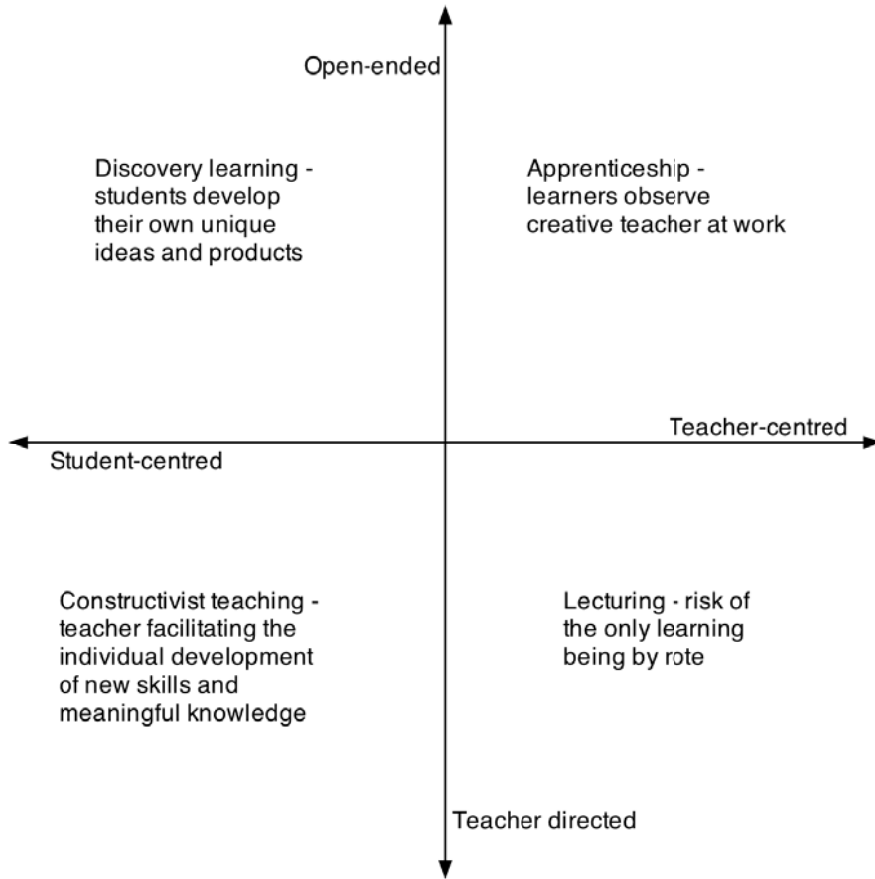 Open-ended
Discovery learning -
students develop
their own unique
ideas and products
Apprenticeship -
learners observe
creative teacher at work
Teacher-centred
Student-centred
Constructivist teaching -
teacher facilitating the
individual development
of new skills and
meaningful knowledge
Lecturing - risk of
the only learning
being by rote
Teacher directed